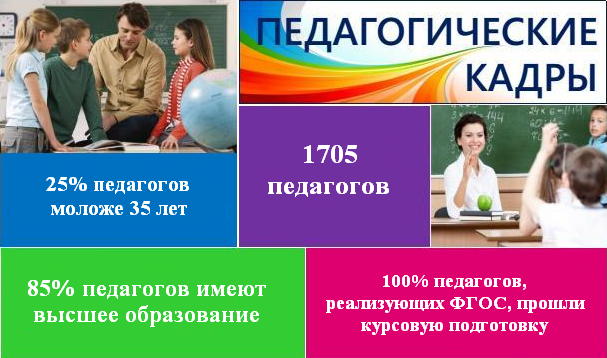 ПЕДАГОГИЧЕСКИЕ
КАДРЫ
1705
педагогов
25% педагогов
моложе 35 лет
85% педагогов имеют
высшее образование
100% педагогов,
реализующих ФГОС, прошли
курсовую подготовку